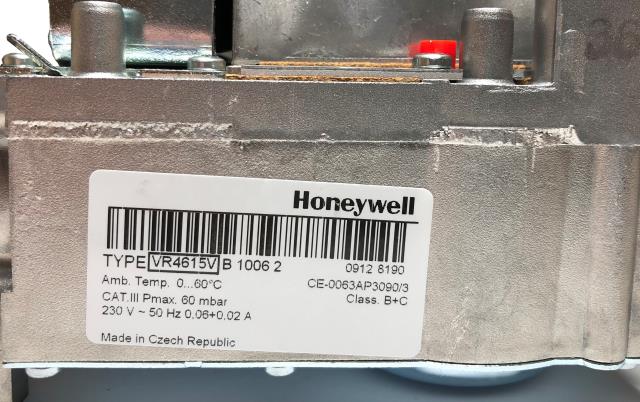 Honeywell
TYPE VR4615V B 1006 2
0912 8190
Amb. Temp. 0...60°C
CE-0063AP3090/3
CAT.III Pmax. 60 mbar
Class. B+C
230 V ~ 50 Hz 0.06+0.02 A
Made in Czech Republic